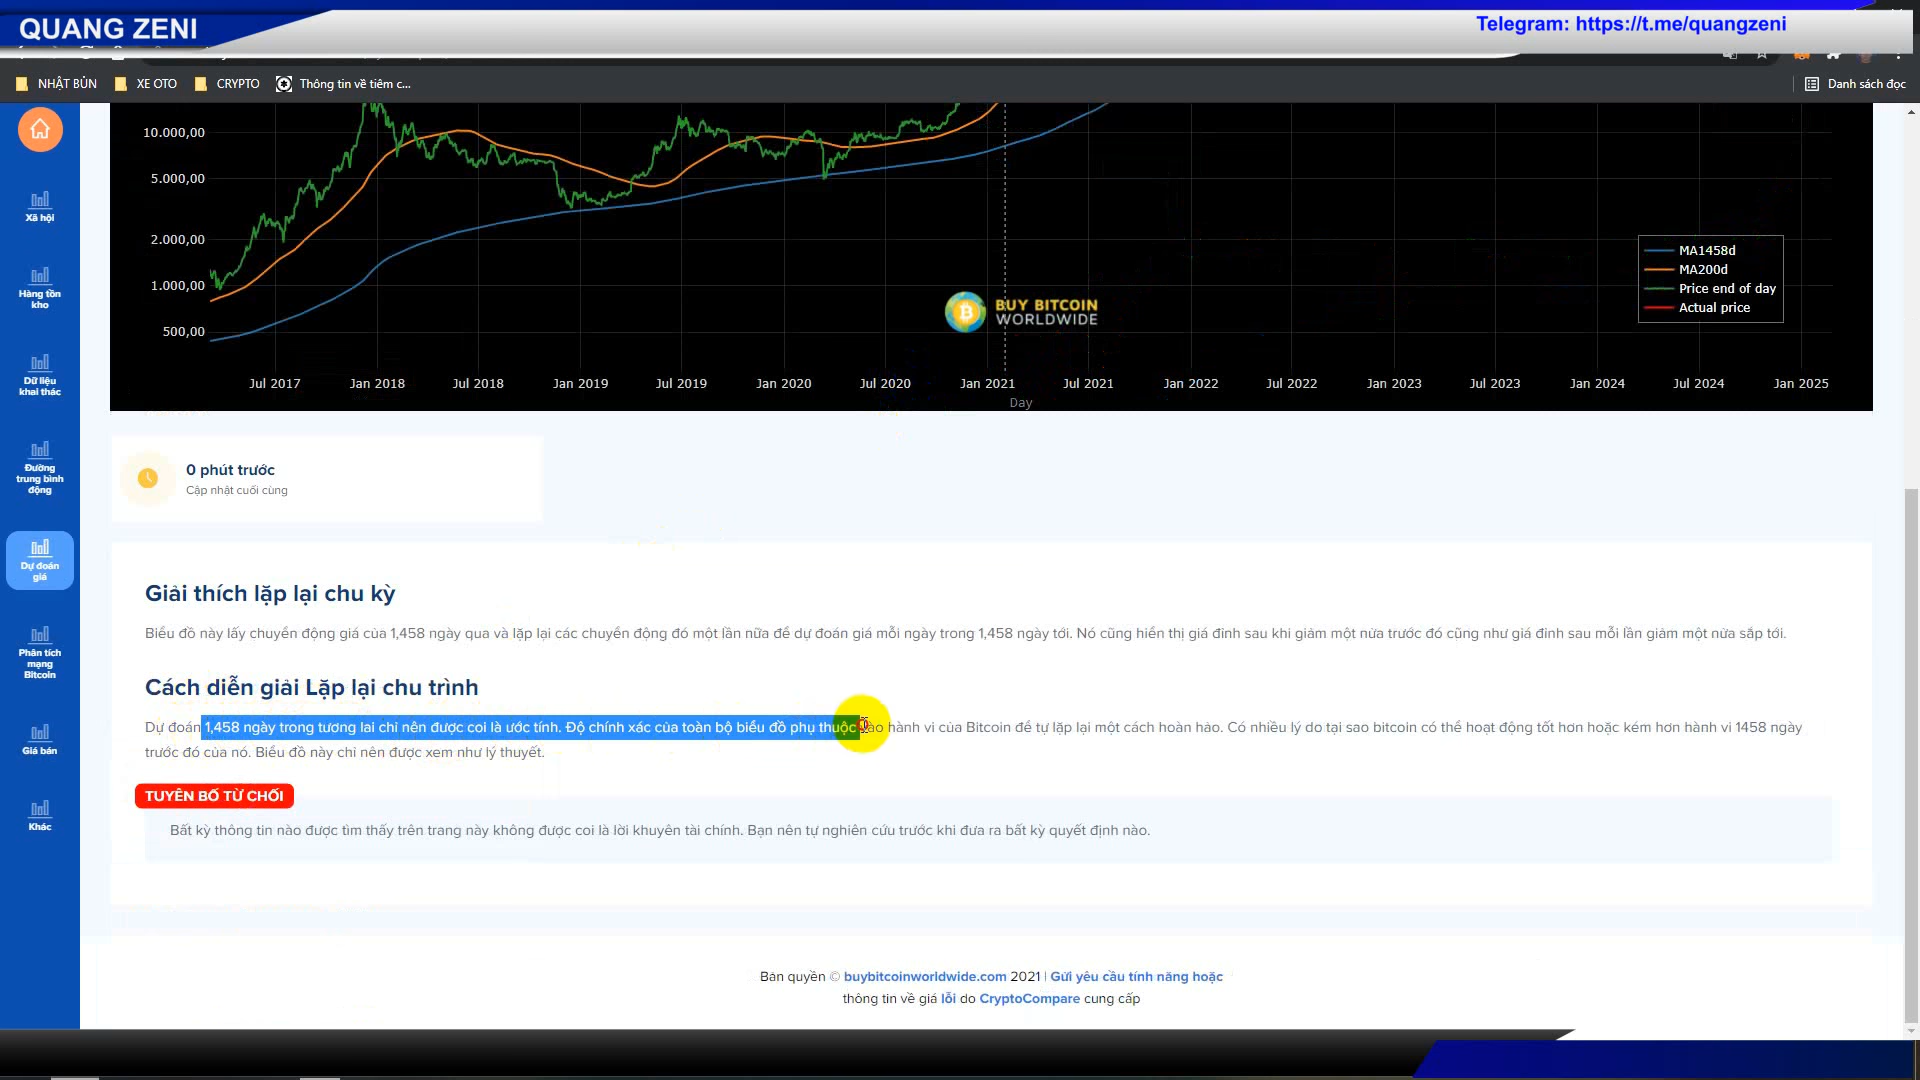 QUANG ZENI
Telegram: https://t.me/quangzeni
NHẬT BỦN
XE OTO
CRYPTO
Thông tin về tiềm c...
Danh sách đọc
Xã hội
Hàng tồn
kho
Dữ liệu
khai thác
Đường
trung bình
động
Dự đoán
giá
Phân tích
mạng
Bitcoin
Giá bán
Khác
10.000,00
5.000,00
2.000,00
1.000,00
500,00
MA1458d
MA200d
Price end of day
Actual price
BUY BITCOIN
WORLDWIDE
Jul 2017 Jan 2018 Jul 2018 Jan 2019 Jul 2019 Jan 2020 Jul 2020 Jan 2021 Jul 2021 Jan 2022 Jul 2022 Jan 2023 Jul 2023 Jan 2024 Jul 2024 Jan 2025
Day
0 phút trước
Cập nhật cuối cùng
Giải thích lặp lại chu kỳ
Biểu đồ này lấy chuyển động giá của 1,458 ngày qua và lặp lại các chuyển động đó một lần nữa để dự đoán giá mỗi ngày trong 1,458 ngày tới. Nó cũng hiển thị giá đỉnh sau khi giảm một nửa trước đó cũng như giá đỉnh sau mỗi lần giảm một nửa sắp tới.
Cách diễn giải Lặp lại chu trình
Dự đoán 1,458 ngày trong tương lai chỉ nên được coi là ước tính. Độ chính xác của toàn bộ biểu đồ phụ thuộc vào hành vi của Bitcoin để tự lặp lại một cách hoàn hảo. Có nhiều lý do tại sao bitcoin có thể hoạt động tốt hơn hoặc kém hơn hành vi 1458 ngày
trước đó của nó. Biểu đồ này chỉ nên được xem như lý thuyết.
TUYÊN BỐ TỪ CHỐI
Bất kỳ thông tin nào được tìm thấy trên trang này không được coi là lời khuyên tài chính. Bạn nên tự nghiên cứu trước khi đưa ra bất kỳ quyết định nào.
Bản quyền © buybitcoinworldwide.com 2021 | Gửi yêu cầu tính năng hoặc
thông tin về giá lỗi do CryptoCompare cung cấp